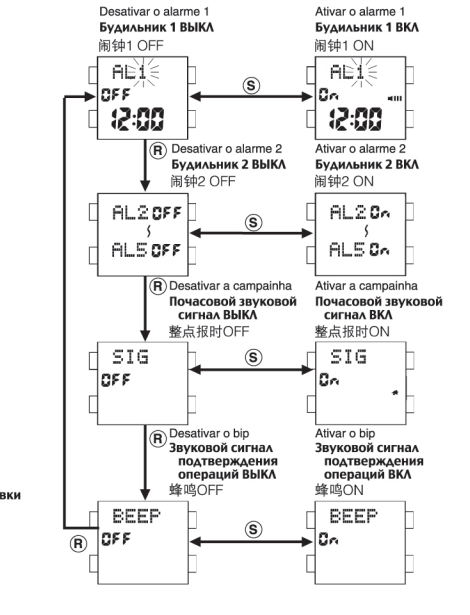 Desativar o alarme 1
Будильник 1 ВЫКЛ
闹钟1 OFF
Ativar o alarme 1
Будильник 1 ВКЛ
闹钟1 ON
AL1
OFF
12:00
S
AL1
On
12:00
R
Desativar o alarme 2
Будильник 2 ВЫКЛ
闹钟2 OFF
Ativar o alarme 2
Будильник 2 ВКЛ
闹钟2 ON
AL2 OFF
AL5 OFF
S
AL2 On
AL5 On
R
Desativar a campainha
Почасовой звуковой
сигнал ВЫКЛ
整点报时OFF
Ativar a campainha
Почасовой звуковой
сигнал ВКЛ
整点报时ON
SIG
OFF
S
SIG
On
R
Desativar o bip
Звуковой сигнал
подтверждения
операций ВЫКЛ
蜂鸣OFF
Ativar o bip
Звуковой сигнал
подтверждения
операций ВКЛ
蜂鸣ON
вки
BEEP
OFF
R
S
BEEP
On